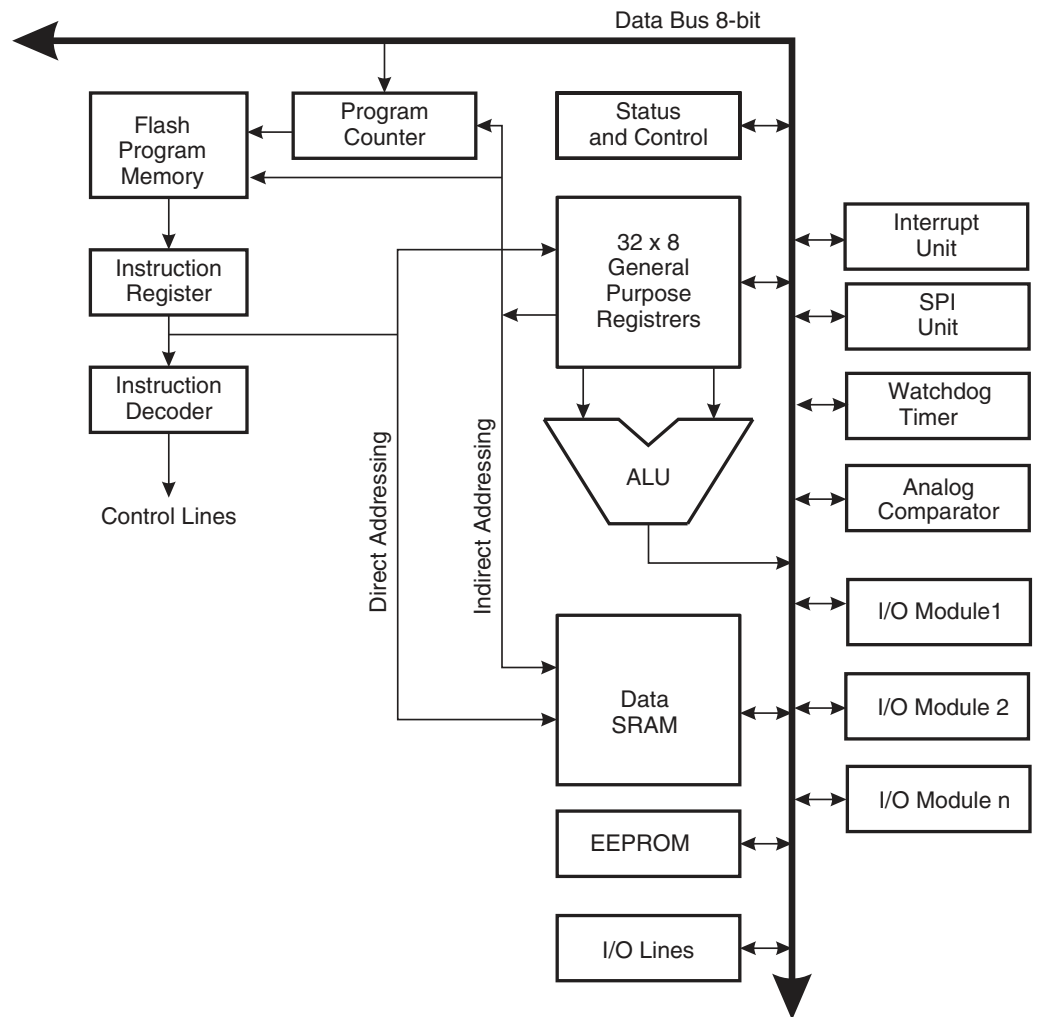 Data Bus 8-bit
Flash
Program
Memory
Program
Counter
Status
and Control
Interrupt
Unit
32 x 8
General
Purpose
Registrers
Instruction
Register
SPI
Unit
Instruction
Decoder
Watchdog
Timer
Direct Addressing
Indirect Addressing
ALU
Analog
Comparator
Control Lines
I/O Module1
Data
SRAM
I/O Module 2
I/O Module n
EEPROM
I/O Lines